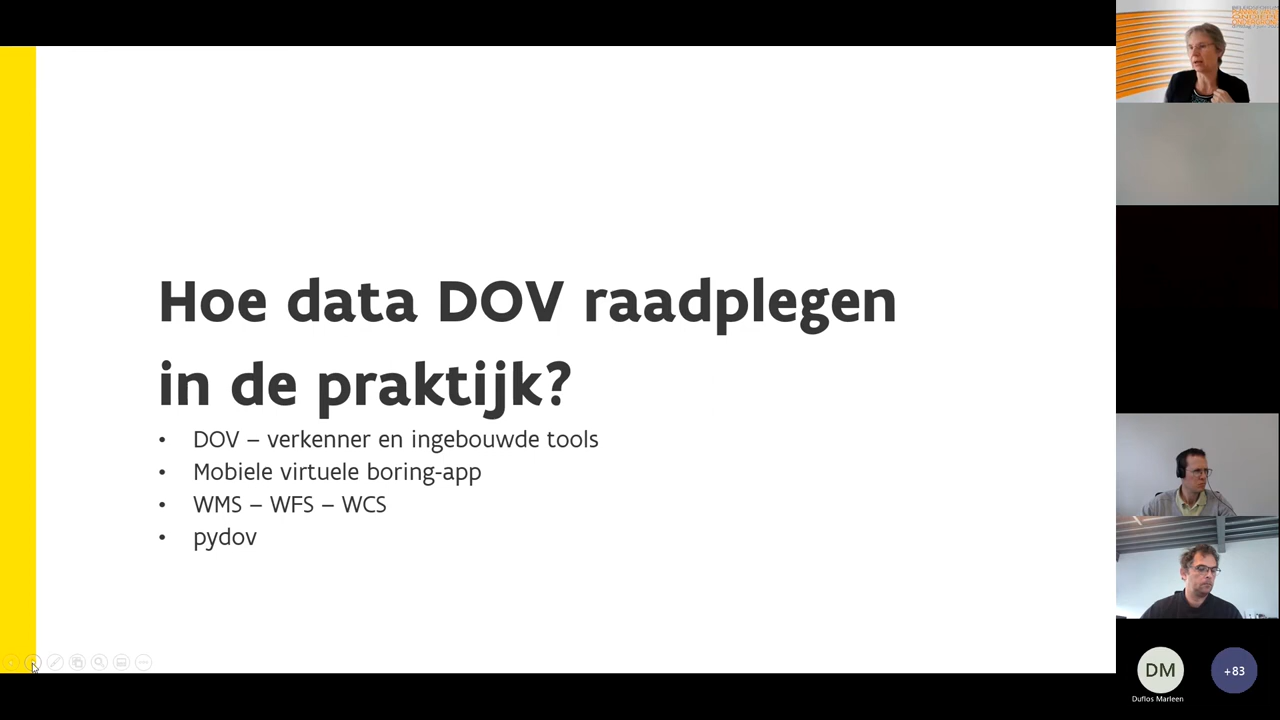 Hoe data DOV raadplegen
in de praktijk?
• DOV – verkenner en ingebouwde tools
• Mobiele virtuele boring-app
• WMS – WFS – WCS
• pydov
DM
+83
Duflos Marleen